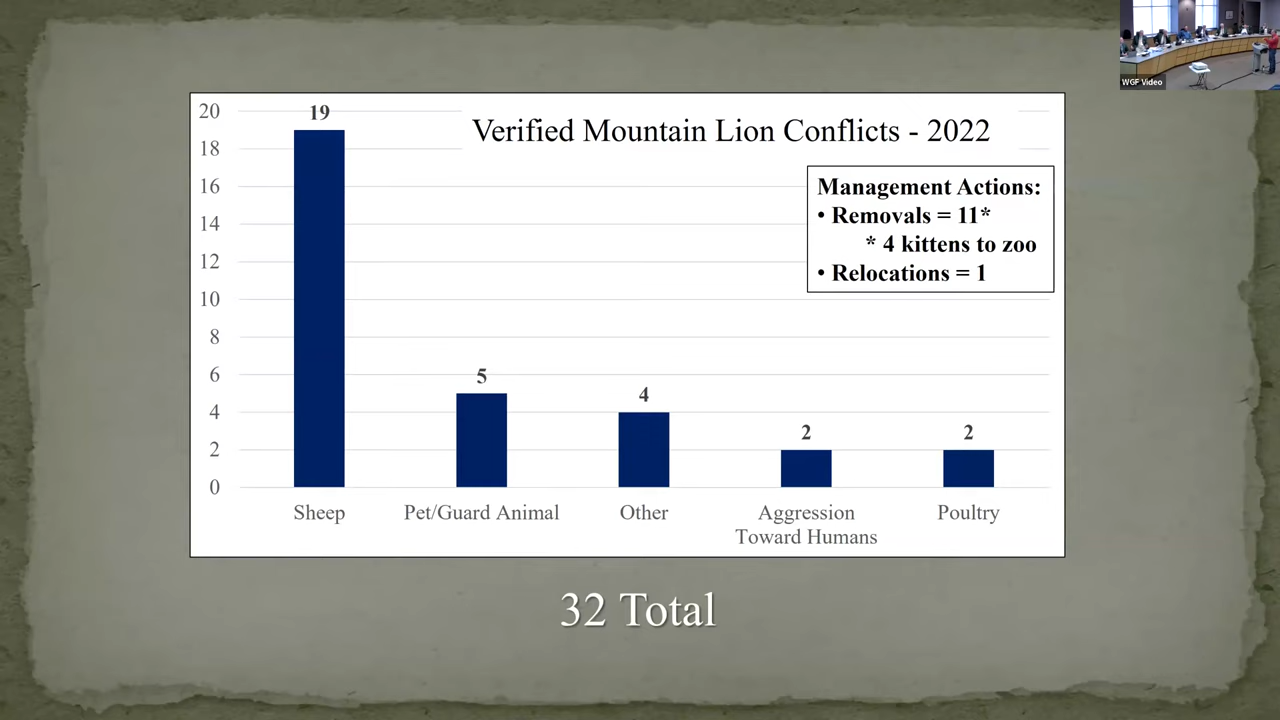 WGF Video
Verified Mountain Lion Conflicts - 2022
Management Actions:
• Removals = 11*
* 4 kittens to zoo
• Relocations = 1
20
18
16
14
12
10
8
6
4
2
0
19
5
4
2
2
Sheep
Pet/Guard Animal
Other
Aggression
Toward Humans
Poultry
32 Total